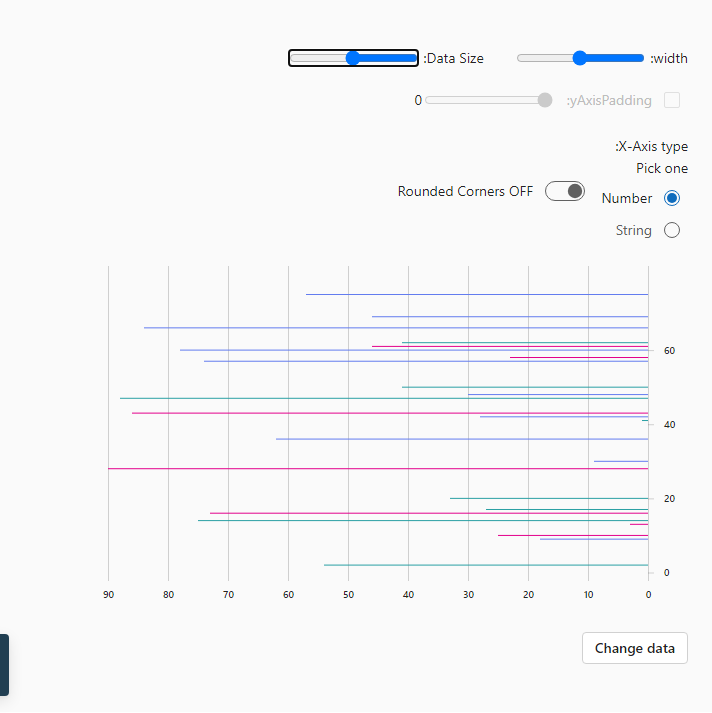 :width
:Data Size
:yAxisPadding
0
:X-Axis type
Pick one
Number
Rounded Corners OFF
String
60
40
20
0
90 80 70 60 50 40 30 20 10 0
Change data